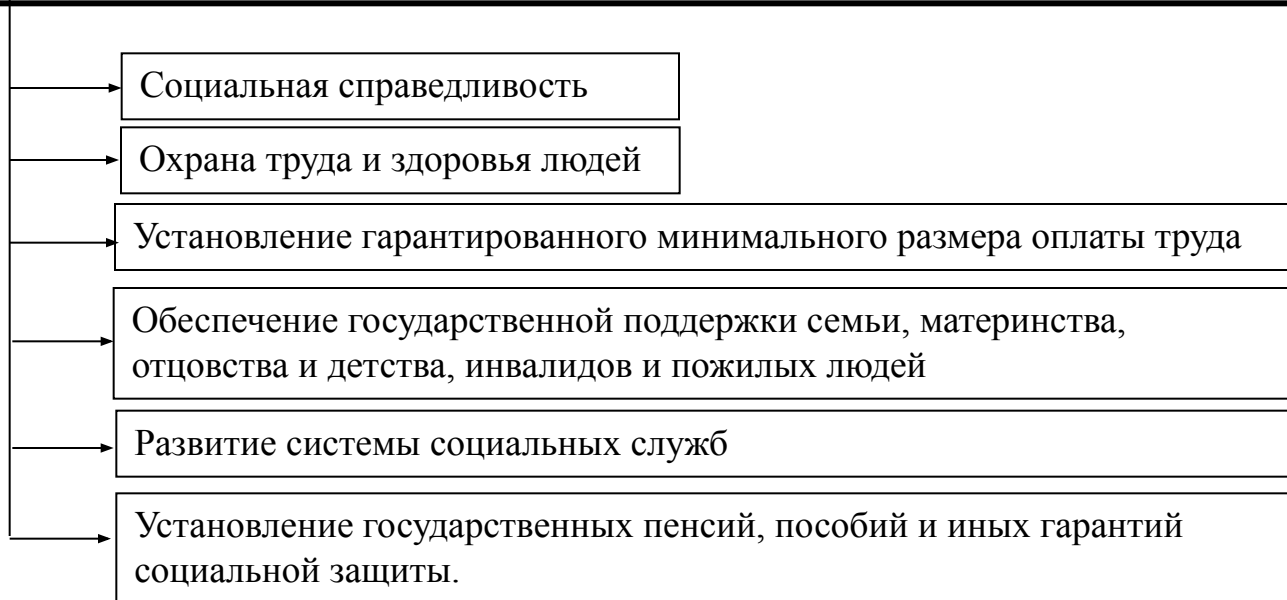 Социальная справедливость
Охрана труда и здоровья людей
Установление гарантированного минимального размера оплаты труда
Обеспечение государственной поддержки семьи, материнства,
отцовства и детства, инвалидов и пожилых людей
Развитие системы социальных служб
Установление государственных пенсий, пособий и иных гарантий
социальной защиты.